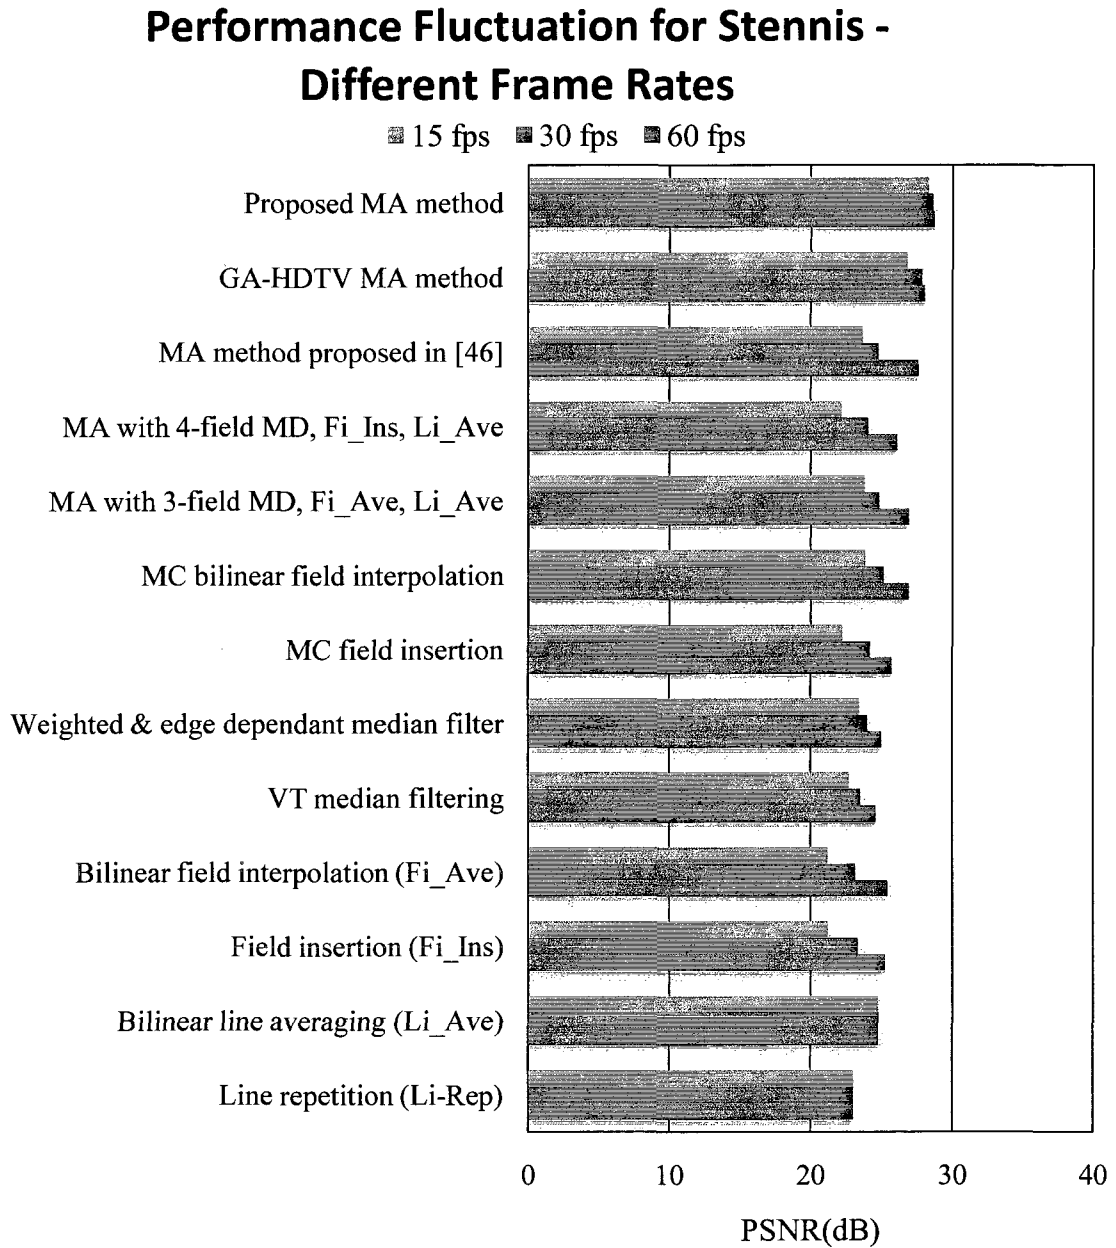 Performance Fluctuation for Stennis -
Different Frame Rates
15 fps 30 fps 60 fps
Proposed MA method
GA-HDTV MA method
MA method proposed in [46]
MA with 4-field MD, Fi_Ins, Li_Ave
MA with 3-field MD, Fi_Ave, Li_Ave
MC bilinear field interpolation
MC field insertion
Weighted & edge dependant median filter
VT median filtering
Bilinear field interpolation (Fi_Ave)
Field insertion (Fi_Ins)
Bilinear line averaging (Li_Ave)
Line repetition (Li-Rep)
0 10 20 30 40
PSNR(dB)